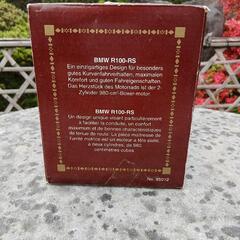 BMW R100-RS
Ein einzigartiges Design für besonders
gutes Kurvenfahrverhalten, maximalen
Komfort und guten Fahreigenschaften.
Das Herzstück des Motorrads ist der 2-
Zylinder 980-cm³-Boxer-motor.
BMW R100-RS
Un design unique visant particulièrement
à faciliter la conduite, un confort
maximum et de bonnes caractéristiques
de tenue de route. La pièce maîtresse de
l'unité motrice est un moteur à plat,
à deux cylindres, de 980
centimètres-cubes